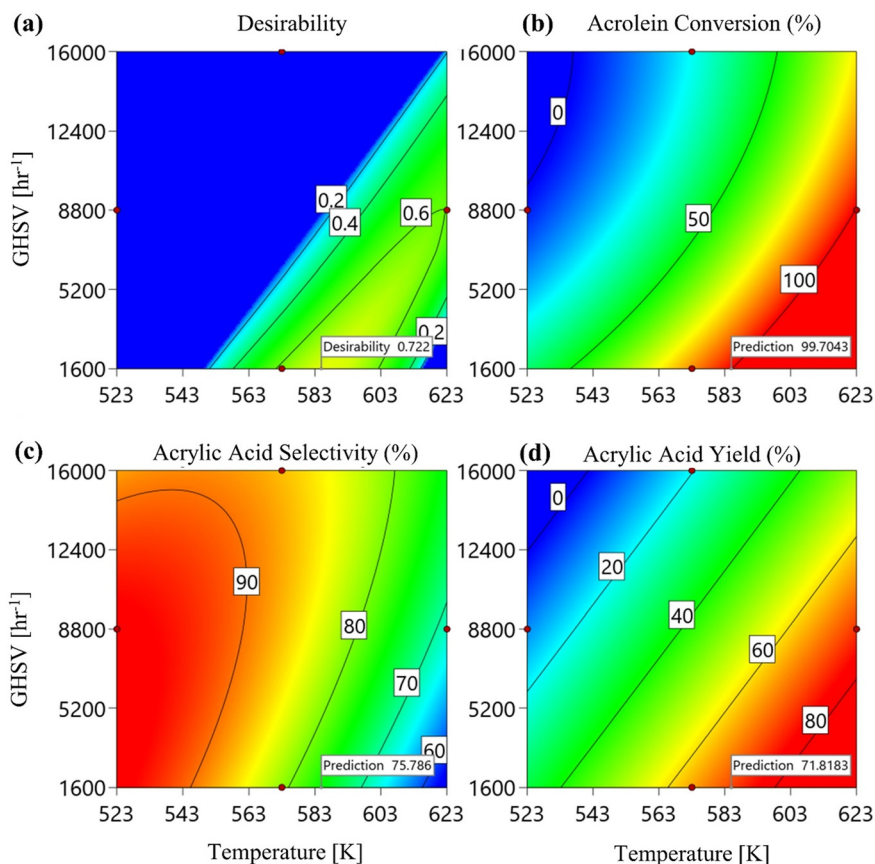 (a) Desirability
(b) Acrolein Conversion (%)
GHSV [hr-1]
16000
12400
8800
5200
1600
0.2
0.4
0.6
0.2
Desirability 0.722
523 543 563 583 603 623
16000
12400
8800
5200
1600
0
50
100
Prediction 99.7043
523 543 563 583 603 623
(c) Acrylic Acid Selectivity (%)
(d) Acrylic Acid Yield (%)
GHSV [hr-1]
16000
12400
8800
5200
1600
90
80
70
60
Prediction 75.786
523 543 563 583 603 623
Temperature [K]
16000
12400
8800
5200
1600
0
20
40
60
80
Prediction 71.8183
523 543 563 583 603 623
Temperature [K]